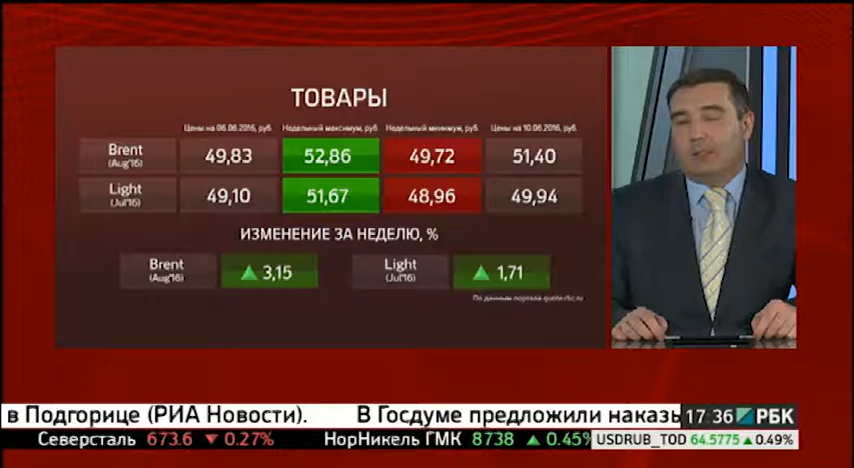 ТОВАРЫ
Цены на 06.06.2016, руб. Недельный максимум, руб. Недельный минимум, руб. Цены на 10.06.2016, руб.
Brent (Aug'16) 49,83 52,86 49,72 51,40
Light (Jul'16) 49,10 51,67 48,96 49,94
ИЗМЕНЕНИЕ ЗА НЕДЕЛЮ, %
Brent (Aug'16) ▲ 3,15 Light (Jul'16) ▲ 1,71
По данным портала quote.rbc.ru
в Подгорице (РИА Новости). В Госдуме предложили наказь 17:36 РБК
Северсталь 673.6 ▼ 0.27% НорНикель ГМК 8738 ▲ 0.45% USDRUB_TOD 64.5775 ▲ 0.49%